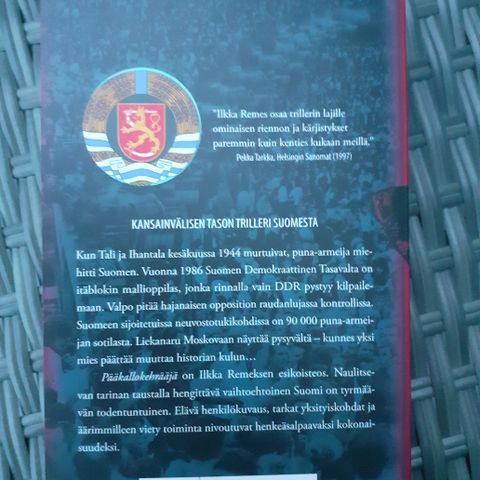 "Ilkka Remes osaa trillerin lajille
ominaisen riennon ja kärjistykset
paremmin kuin kenties kukaan meillä."
Pekka Tarkka, Helsingin Sanomat (1997)
KANSAINVÄLISEN TASON TRILLERI SUOMESTA
Kun Tali ja Ihantala kesäkuussa 1944 murtuivat, puna-armeija mie-
hitti Suomen. Vuonna 1986 Suomen Demokraattinen Tasavalta on
itäblokin mallioppilas, jonka rinnalla vain DDR pystyy kilpaile-
maan. Valpo pitää hajanaisen opposition raudanlujassa kontrollissa.
Suomeen sijoitetuissa neuvostotukikohdissa on 90 000 puna-armei-
jan sotilasta. Liekanaru Moskovaan näyttää pysyvältä – kunnes yksi
mies päättää muuttaa historian kulun…
Pääkallokehrääjä on Ilkka Remeksen esikoisteos. Naulitse-
van tarinan taustalla hengittävä vaihtoehtoinen Suomi on tyrmää-
vän todentuntuinen. Elävä henkilökuvaus, tarkat yksityiskohdat ja
äärimmilleen viety toiminta nivoutuvat henkeäsalpaavaksi kokonai-
suudeksi.